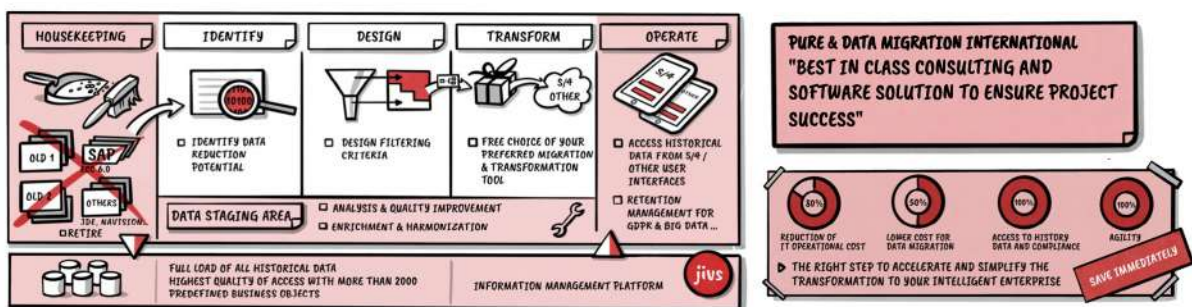 HOUSEKEEPING
OLD 1
SAP
ECC 6.0
OLD 2
OTHERS
JDE, NAVISION..
RETIRE
IDENTIFY
10100
IDENTIFY DATA
REDUCTION
POTENTIAL
DESIGN
DESIGN FILTERING
CRITERIA
TRANSFORM
S/4
OTHER
FREE CHOICE OF YOUR
PREFERRED MIGRATION
& TRANSFORMATION
TOOL
OPERATE
S/4
OTHER
ACCESS HISTORICAL
DATA FROM S/4 /
OTHER USER
INTERFACES
RETENTION
MANAGEMENT FOR
GDPR & BIG DATA ...
DATA STAGING AREA
ANALYSIS & QUALITY IMPROVEMENT
ENRICHMENT & HARMONIZATION
FULL LOAD OF ALL HISTORICAL DATA
HIGHEST QUALITY OF ACCESS WITH MORE THAN 2000
PREDEFINED BUSINESS OBJECTS
INFORMATION MANAGEMENT PLATFORM
jivs
PURE & DATA MIGRATION INTERNATIONAL
"BEST IN CLASS CONSULTING AND
SOFTWARE SOLUTION TO ENSURE PROJECT
SUCCESS"
80%
REDUCTION OF
IT OPERATIONAL COST
50%
LOWER COST FOR
DATA MIGRATION
100%
ACCESS TO HISTORY
DATA AND COMPLIANCE
100%
AGILITY
THE RIGHT STEP TO ACCELERATE AND SIMPLIFY THE
TRANSFORMATION TO YOUR INTELLIGENT ENTERPRISE
SAVE IMMEDIATELY